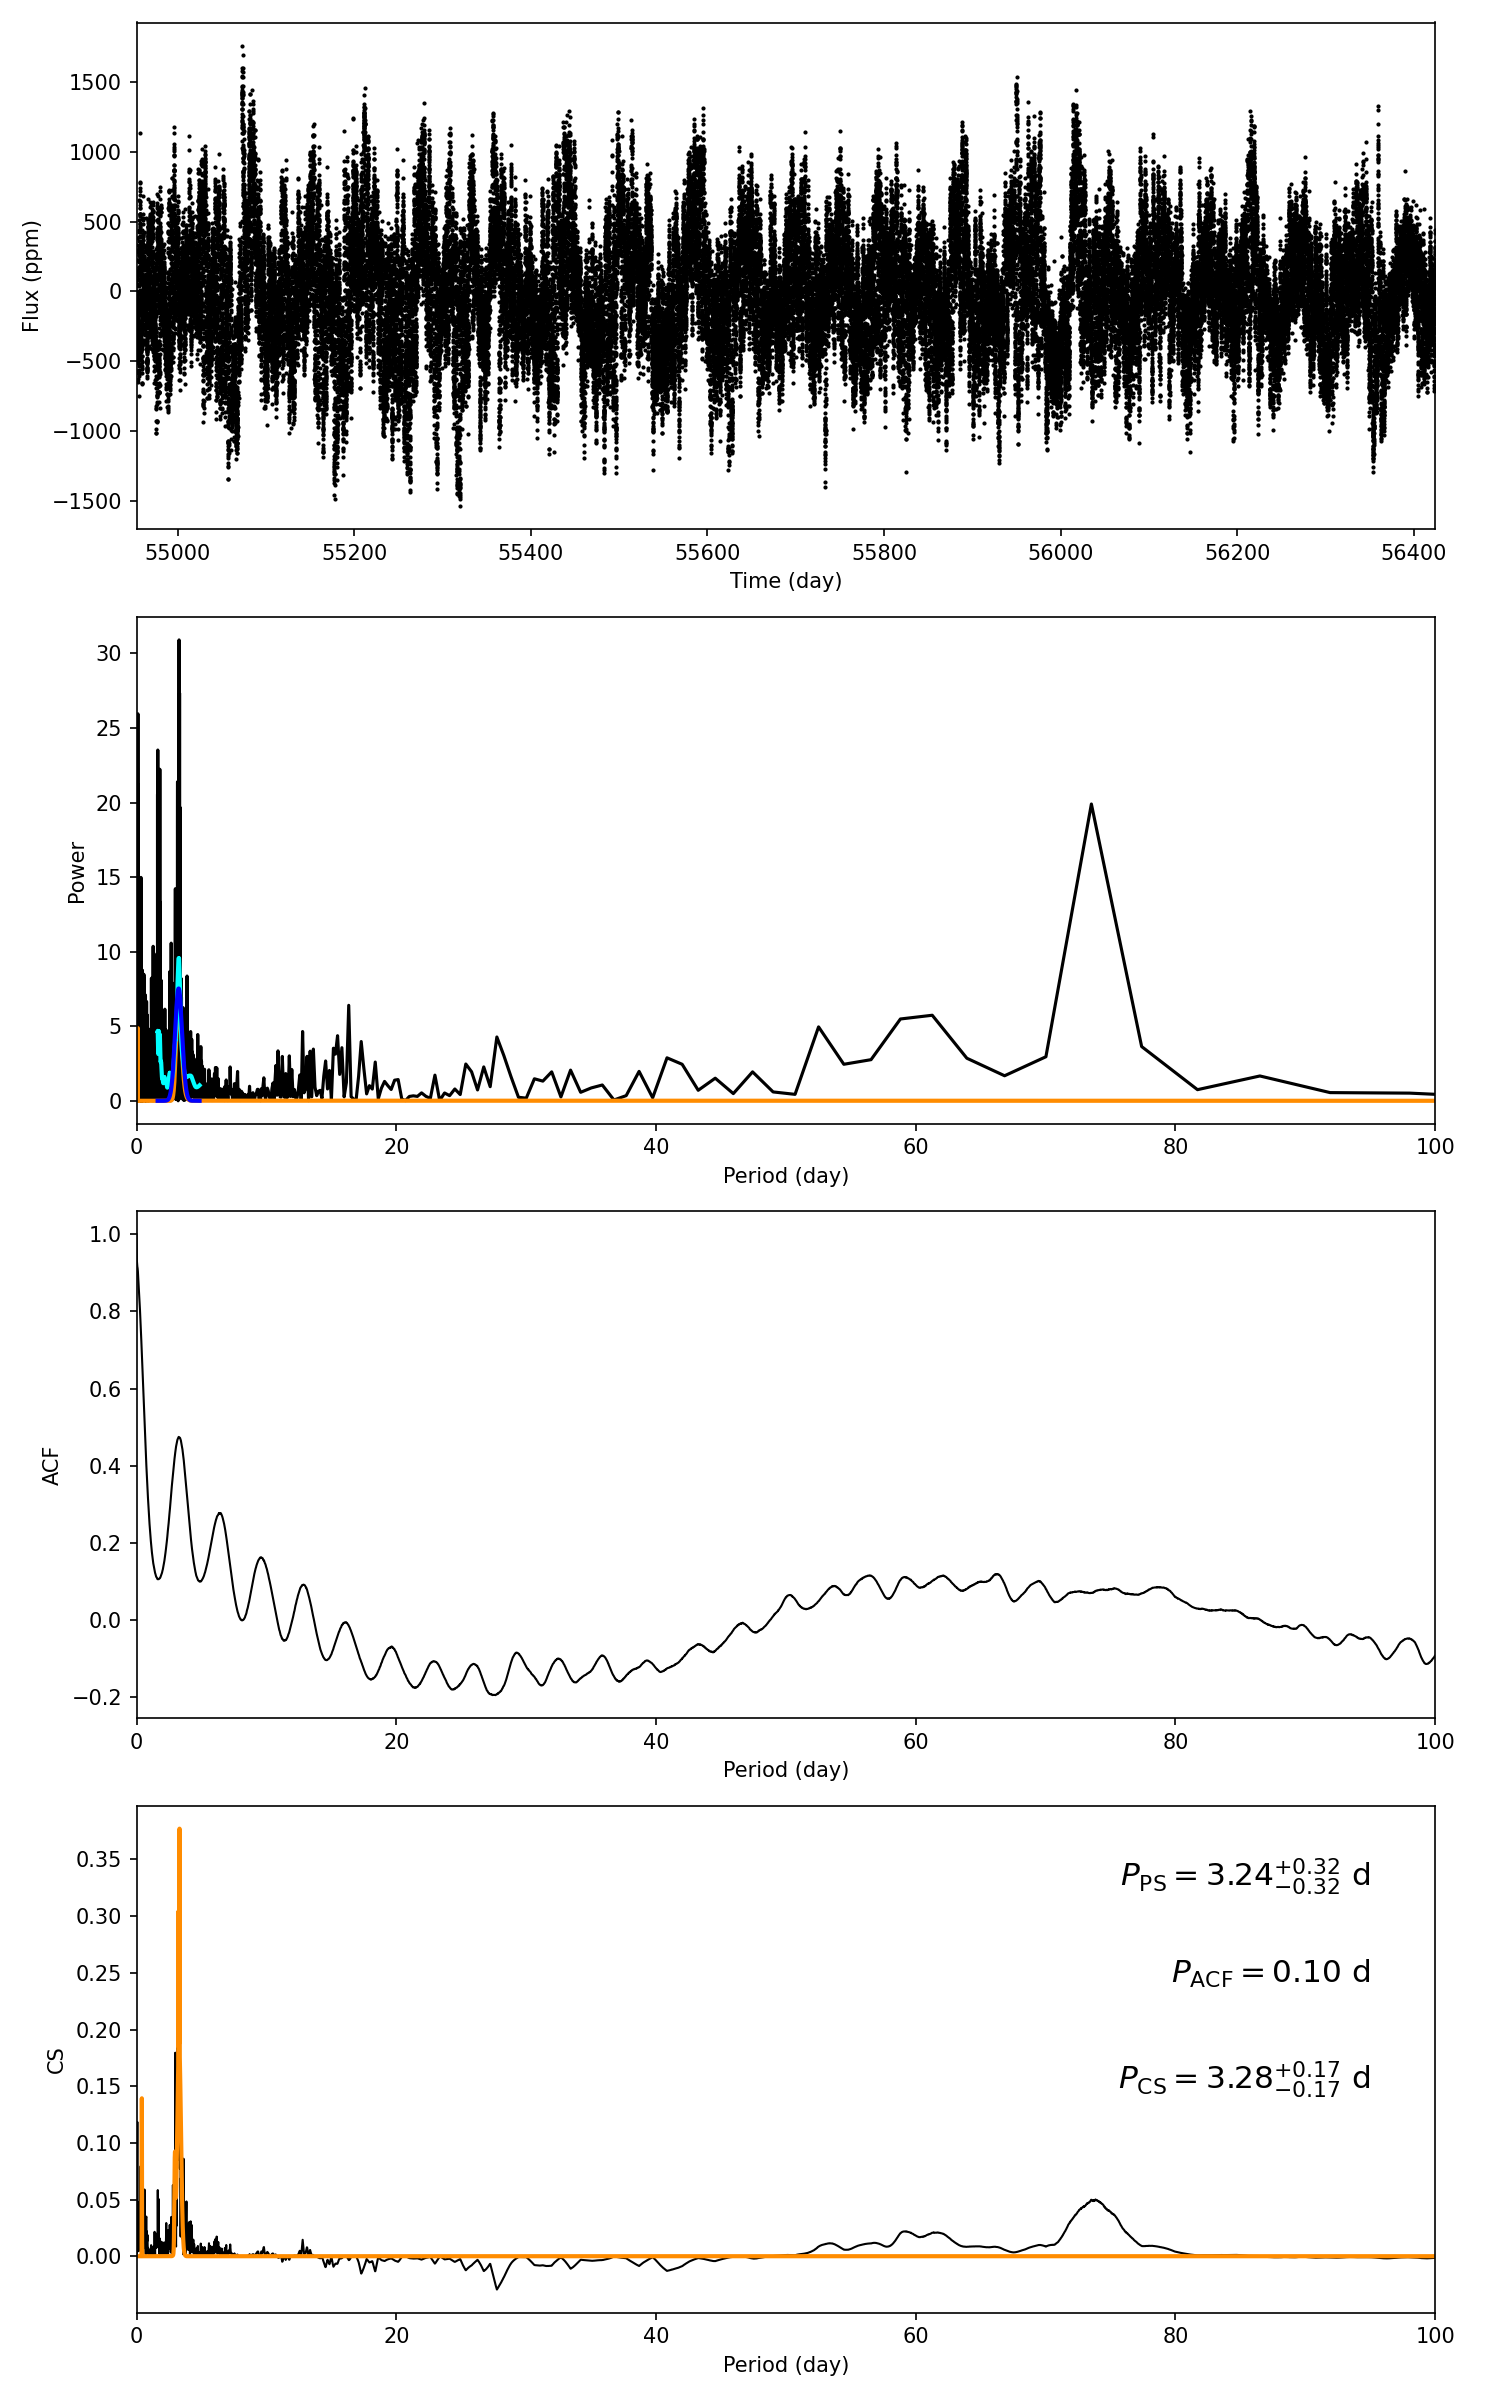 1500
1000
500
0
−500
−1000
−1500
Flux (ppm)
55000 55200 55400 55600 55800 56000 56200 56400
Time (day)
30
25
20
15
10
5
0
Power
0 20 40 60 80 100
Period (day)
1.0
0.8
0.6
0.4
0.2
0.0
−0.2
ACF
0 20 40 60 80 100
Period (day)
0.35
0.30
0.25
0.20
0.15
0.10
0.05
0.00
CS
P_PS = 3.24^{+0.32}_{−0.32} d
P_ACF = 0.10 d
P_CS = 3.28^{+0.17}_{−0.17} d
0 20 40 60 80 100
Period (day)